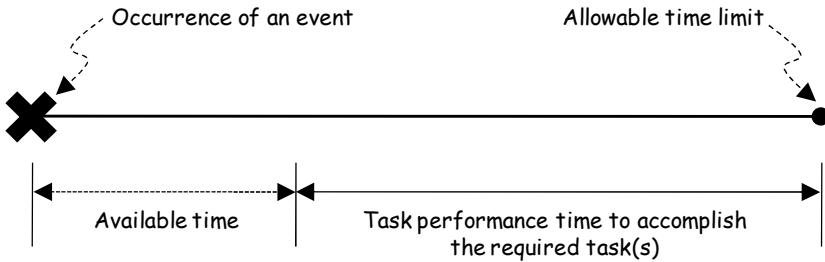 Occurrence of an event
Allowable time limit
Available time
Task performance time to accomplish
the required task(s)